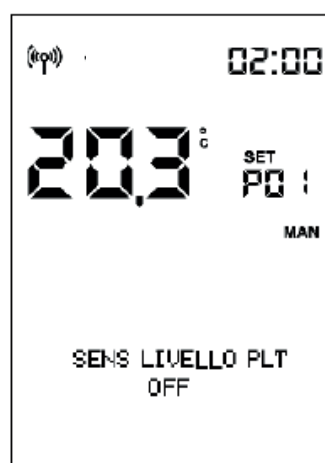 02:00
20,3 °C
SET
P01
MAN
SENS LIVELLO PLT
OFF